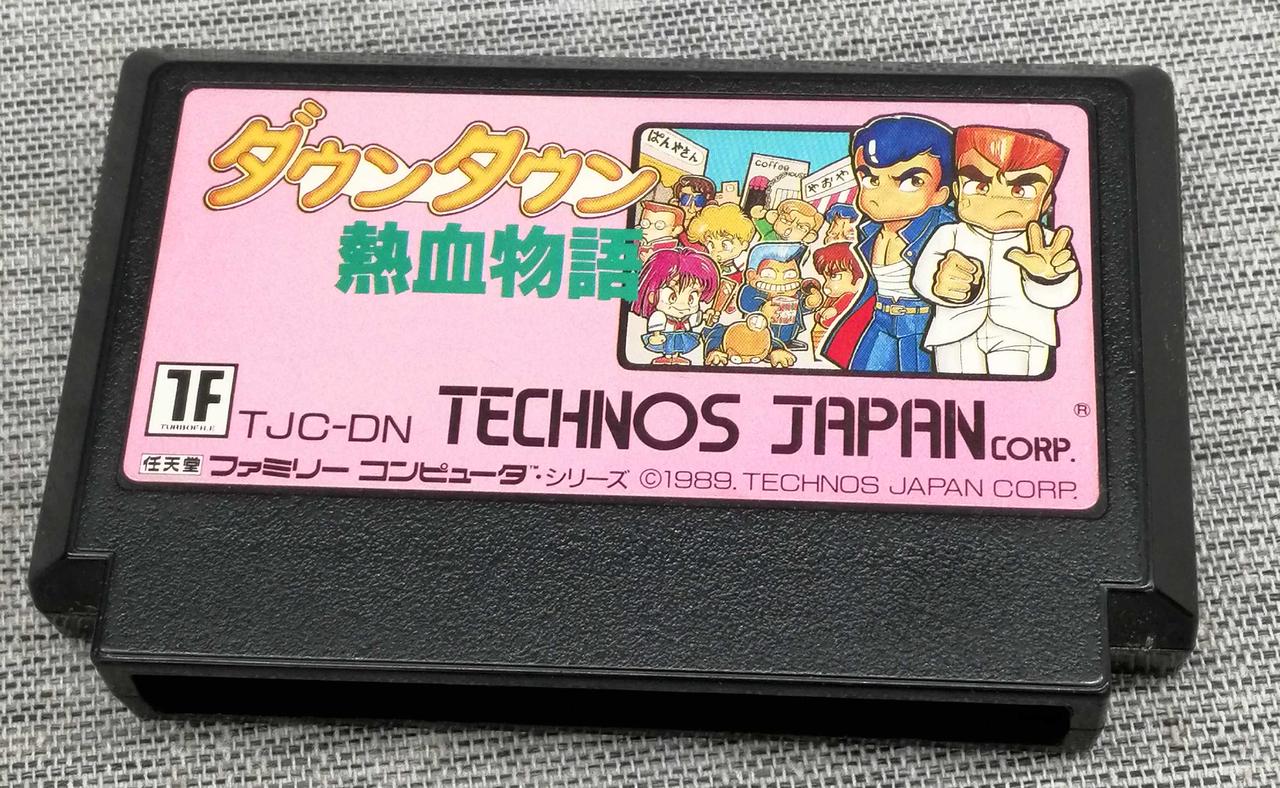 ダウンタウン
熱血物語
ぱんやさん
coffee
やおや
TF
TURBOFILE
TJC-DN
TECHNOS JAPAN CORP.
®
任天堂 ファミリー コンピュータ™・シリーズ ©1989. TECHNOS JAPAN CORP.